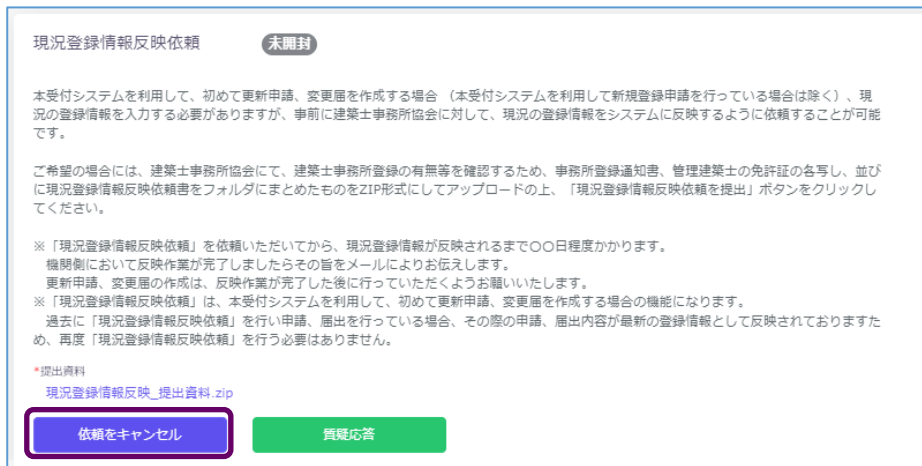 現況登録情報反映依頼 未開封
本受付システムを利用して、初めて更新申請、変更届を作成する場合 （本受付システムを利用して新規登録申請を行っている場合は除く）、現
況の登録情報を入力する必要がありますが、事前に建築士事務所協会に対して、現況の登録情報をシステムに反映するように依頼することが可能
です。
ご希望の場合には、建築士事務所協会にて、建築士事務所登録の有無等を確認するため、事務所登録通知書、管理建築士の免許証の各写し、並び
に現況登録情報反映依頼書をフォルダにまとめたものをZIP形式にしてアップロードの上、「現況登録情報反映依頼を提出」ボタンをクリックし
てください。
※「現況登録情報反映依頼」を依頼いただいてから、現況登録情報が反映されるまで〇〇日程度かかります。
機関側において反映作業が完了しましたらその旨をメールによりお伝えします。
更新申請、変更届の作成は、反映作業が完了した後に行っていただくようお願いいたします。
※「現況登録情報反映依頼」は、本受付システムを利用して、初めて更新申請、変更届を作成する場合の機能になります。
過去に「現況登録情報反映依頼」を行い申請、届出を行っている場合、その際の申請、届出内容が最新の登録情報として反映されておりますた
め、再度「現況登録情報反映依頼」を行う必要はありません。
*提出資料
現況登録情報反映_提出資料.zip
依頼をキャンセル 質疑応答